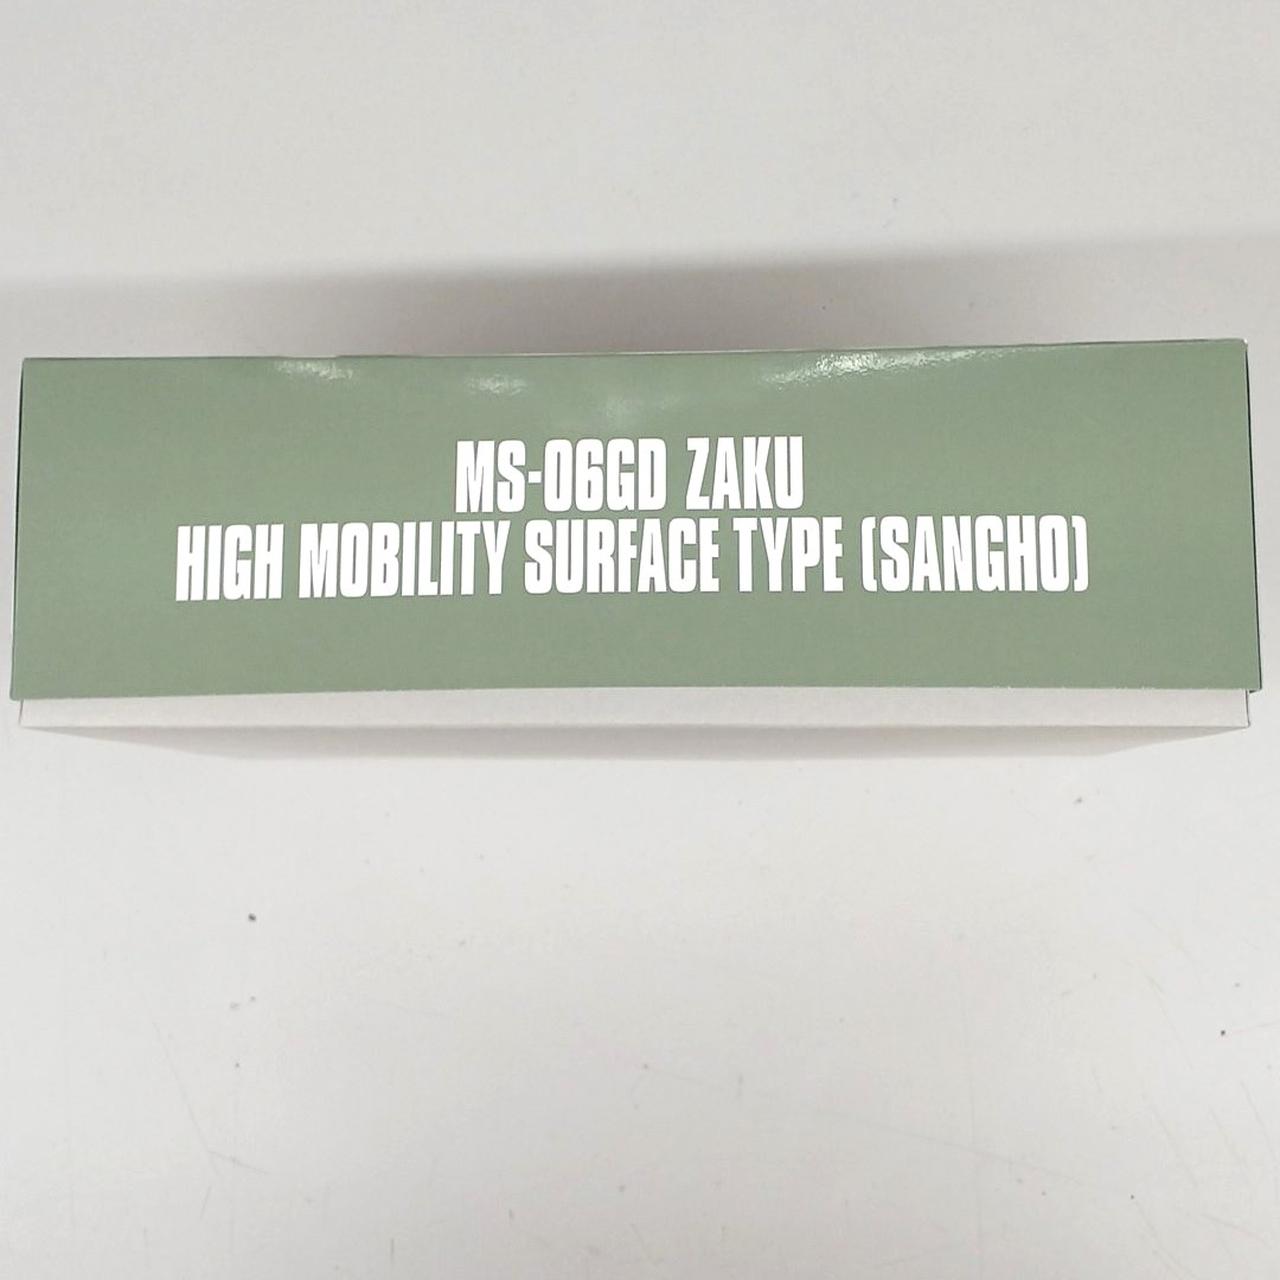 MS-06GD ZAKU
HIGH MOBILITY SURFACE TYPE (SANGHO)